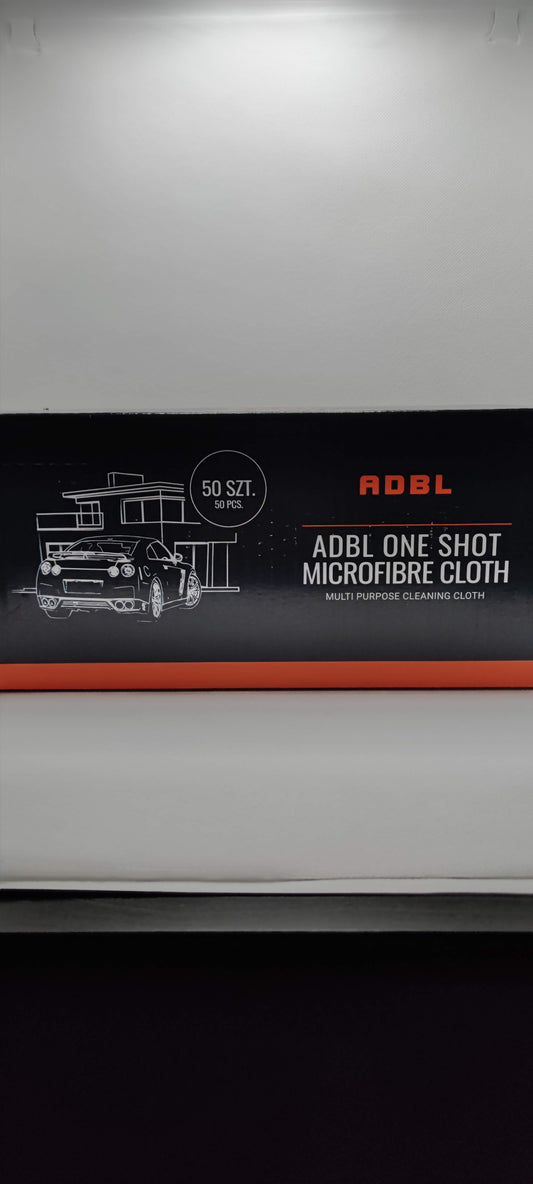 50 SZT.
50 PCS.
ADBL
ADBL ONE SHOT
MICROFIBRE CLOTH
MULTI PURPOSE CLEANING CLOTH